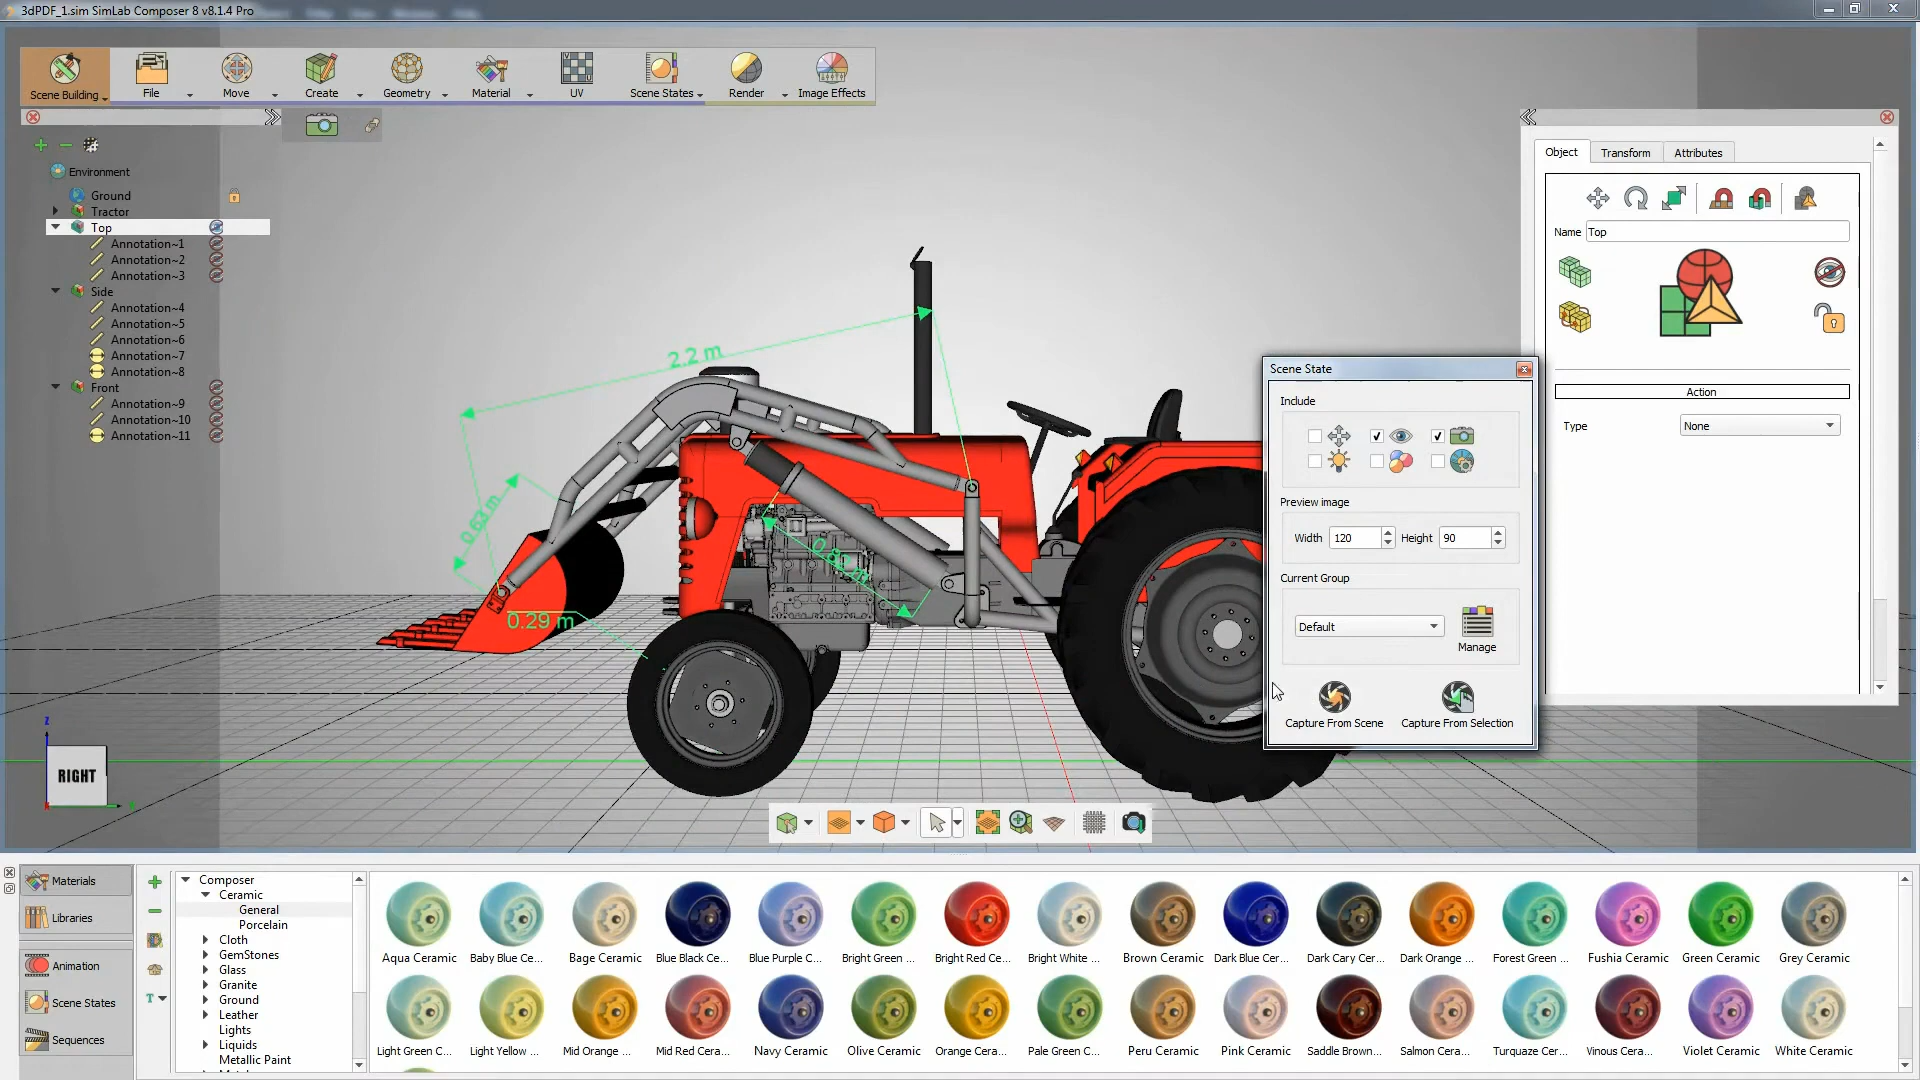 3dPDF_1.sim SimLab Composer 8 v8.1.4 Pro
Scene Building
File
Move
Create
Geometry
Material
UV
Scene States
Render
Image Effects
Environment
Ground
Tractor
Top
Annotation~1
Annotation~2
Annotation~3
Side
Annotation~4
Annotation~5
Annotation~6
Annotation~7
Annotation~8
Front
Annotation~9
Annotation~10
Annotation~11
2.2 m
0.63 m
0.82 m
0.29 m
Z
RIGHT
Object
Transform
Attributes
Name
Top
Action
Type
None
Scene State
Include
Preview image
Width 120
Height 90
Current Group
Default
Manage
Capture From Scene
Capture From Selection
Materials
Libraries
Animation
Scene States
Sequences
T
Composer
Ceramic
General
Porcelain
Cloth
GemStones
Glass
Granite
Ground
Leather
Lights
Liquids
Metallic Paint
Aqua Ceramic
Baby Blue Ce...
Bage Ceramic
Blue Black Ce...
Blue Purple C...
Bright Green ...
Bright Red Ce...
Bright White ...
Brown Ceramic
Dark Blue Cer...
Dark Cary Cer...
Dark Orange ...
Forest Green ...
Fushia Ceramic
Green Ceramic
Grey Ceramic
Light Green C...
Light Yellow ...
Mid Orange ...
Mid Red Cera...
Navy Ceramic
Olive Ceramic
Orange Cera...
Pale Green C...
Peru Ceramic
Pink Ceramic
Saddle Brown...
Salmon Cera...
Turquaze Cer...
Vinous Cera...
Violet Ceramic
White Ceramic